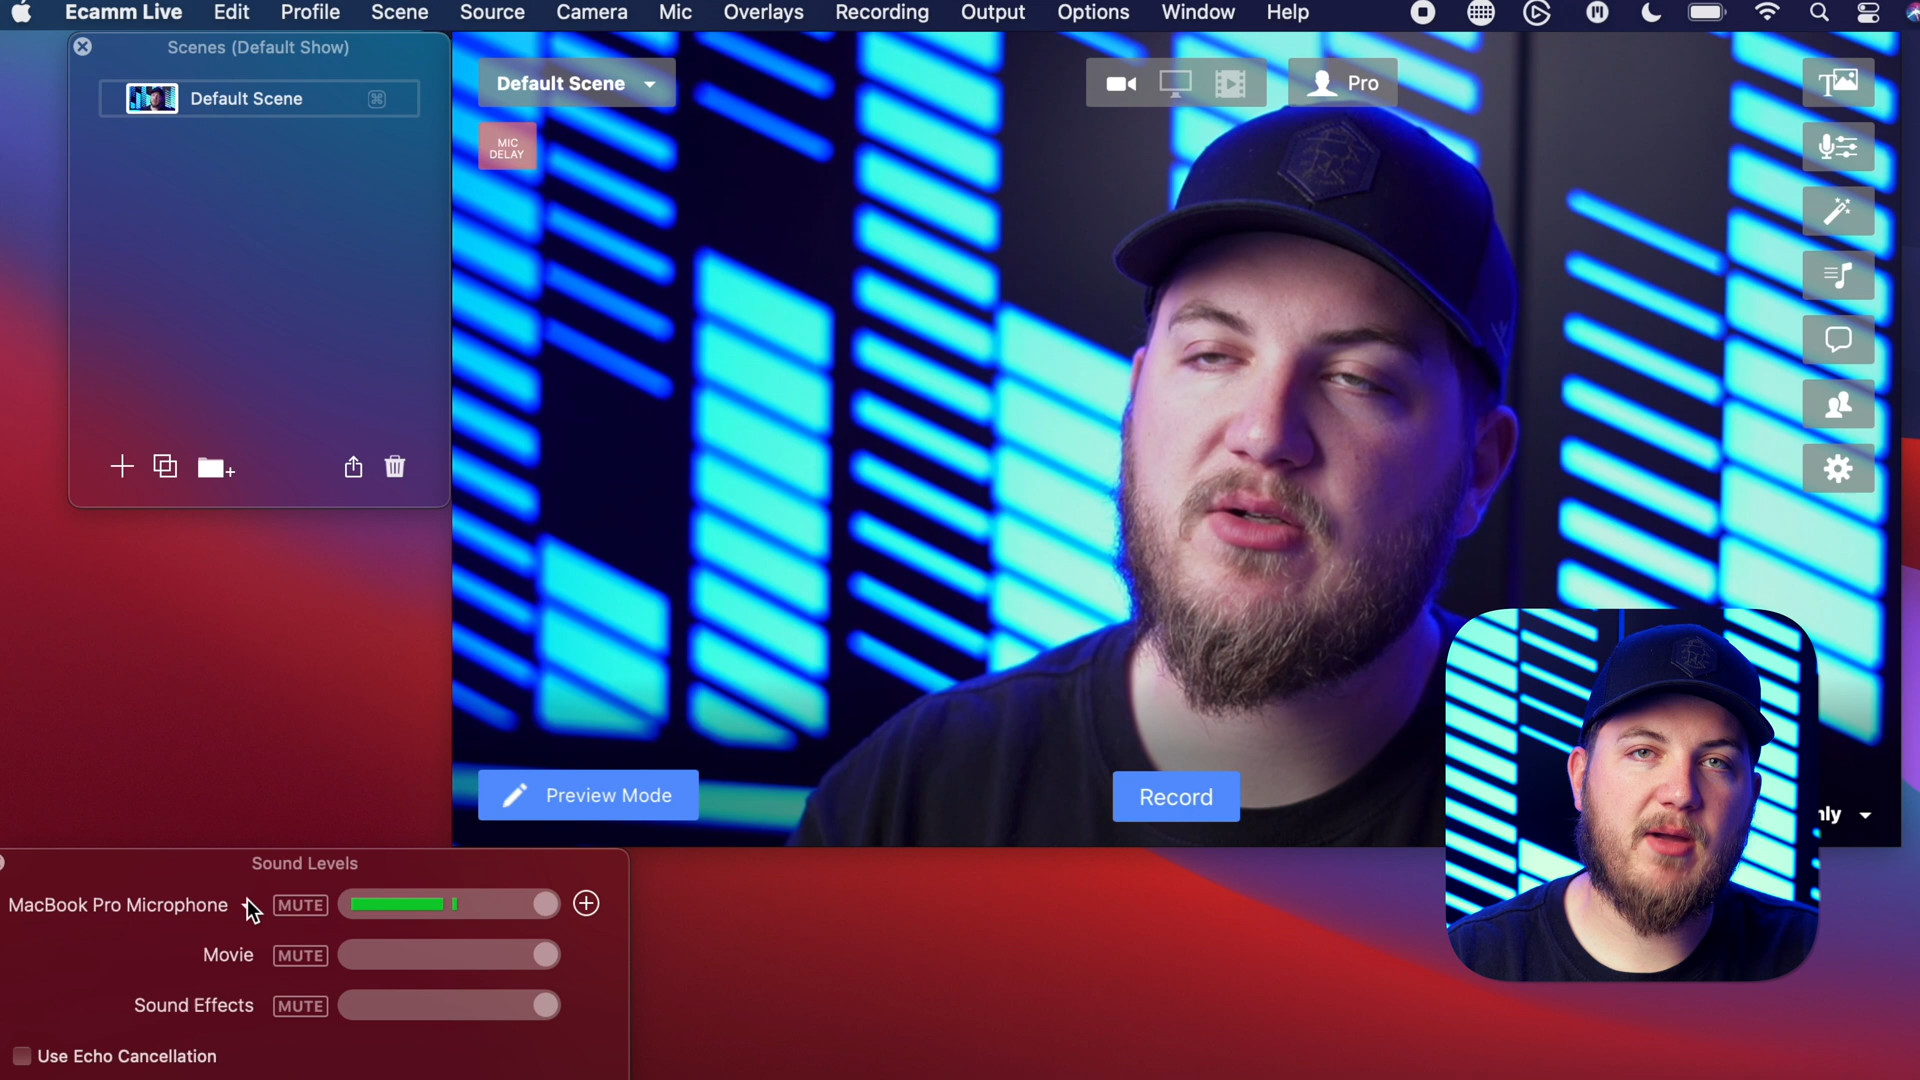 Ecamm Live Edit Profile Scene Source Camera Mic Overlays Recording Output Options Window Help
Scenes (Default Show)
Default Scene ⌘
Default Scene
Pro
MIC
DELAY
T
Preview Mode
Record
nly
Sound Levels
MacBook Pro Microphone MUTE
Movie MUTE
Sound Effects MUTE
Use Echo Cancellation